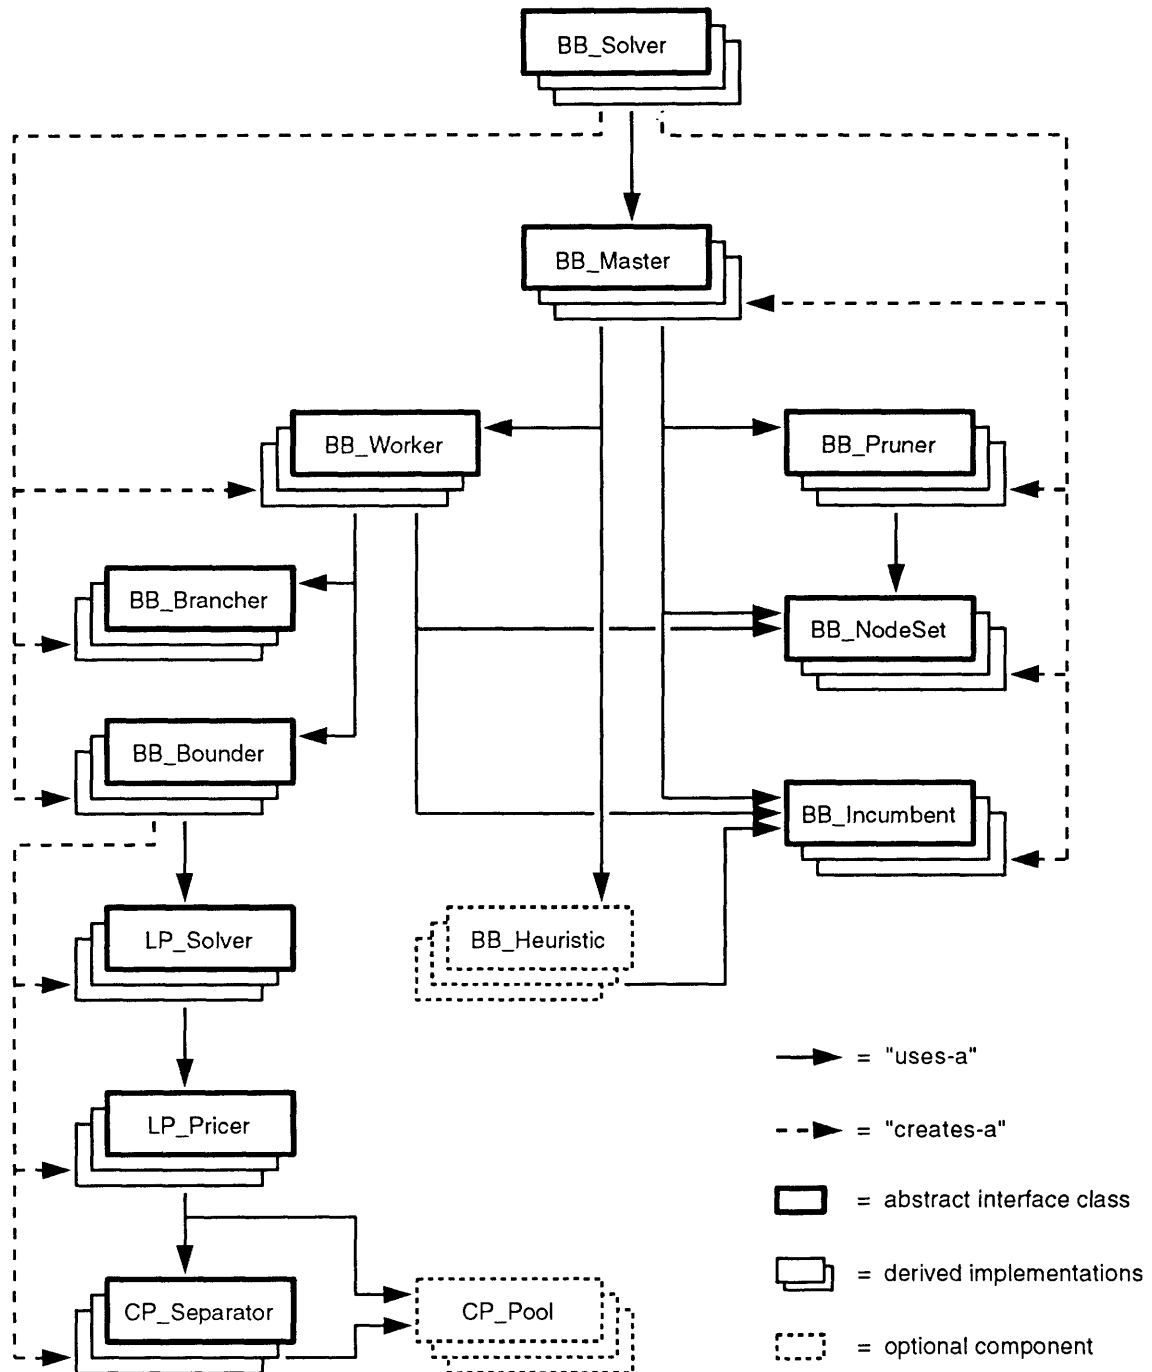 BB_Solver
BB_Master
BB_Worker
BB_Pruner
BB_Brancher
BB_NodeSet
BB_Bounder
BB_Incumbent
LP_Solver
BB_Heuristic
= "uses-a"
LP_Pricer
= "creates-a"
= abstract interface class
= derived implementations
CP_Separator
CP_Pool
= optional component